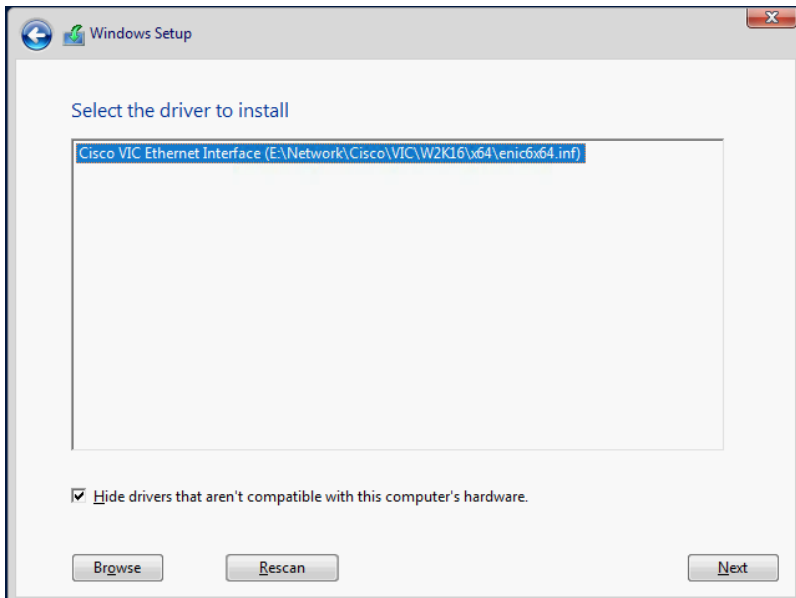 Windows Setup
Select the driver to install
Cisco VIC Ethernet Interface (E:\Network\Cisco\VIC\W2K16\x64\enic6x64.inf)
Hide drivers that aren't compatible with this computer's hardware.
Browse Rescan Next